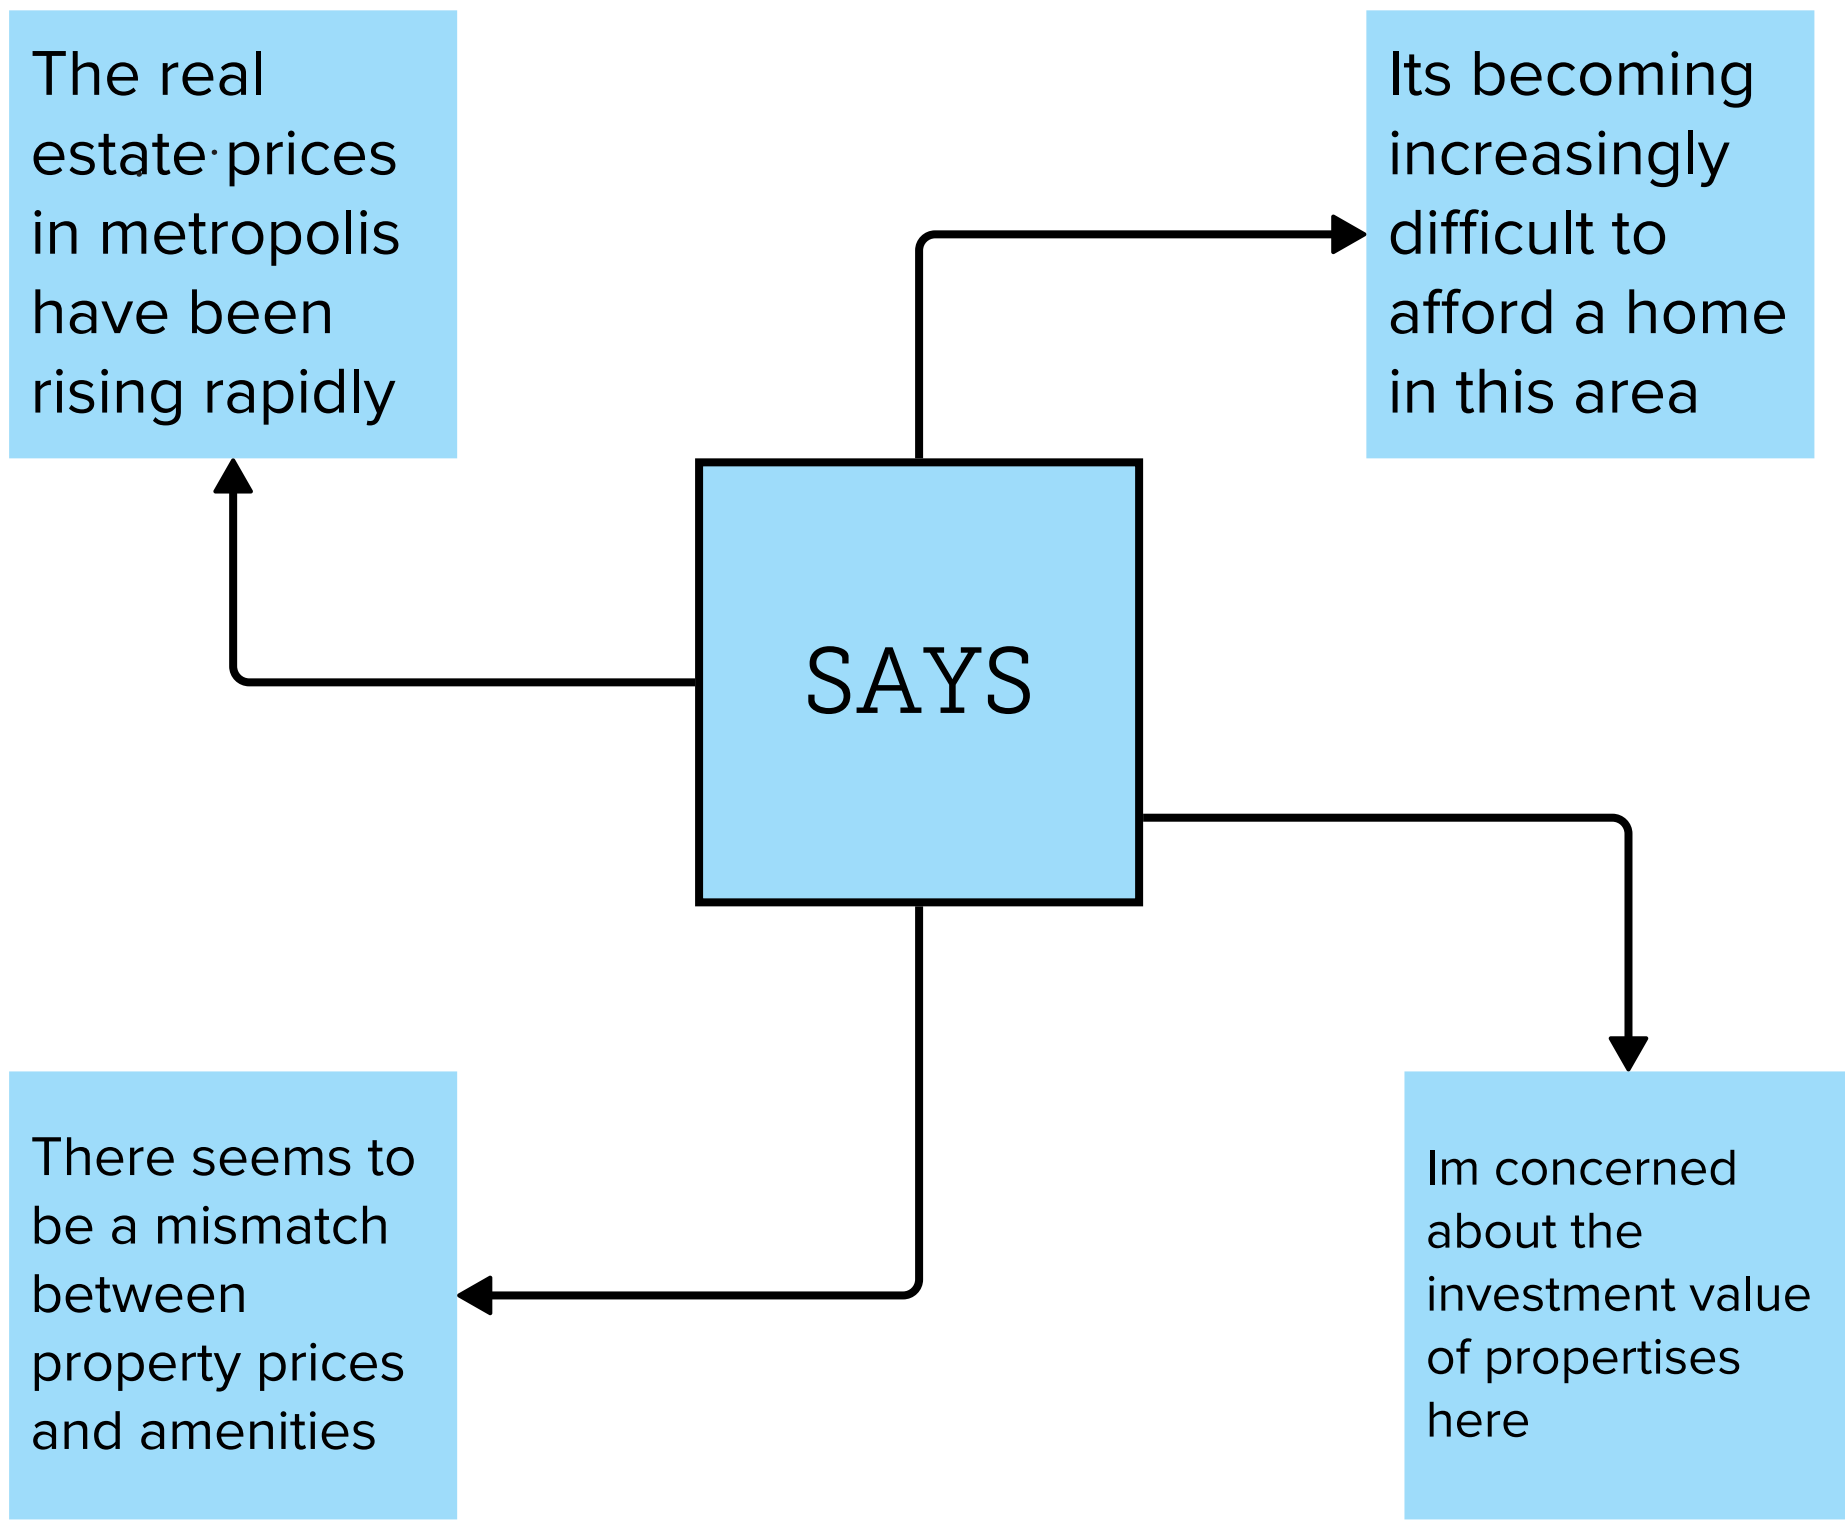 The real
estate prices
in metropolis
have been
rising rapidly
Its becoming
increasingly
difficult to
afford a home
in this area
SAYS
There seems to
be a mismatch
between
property prices
and amenities
Im concerned
about the
investment value
of propertises
here